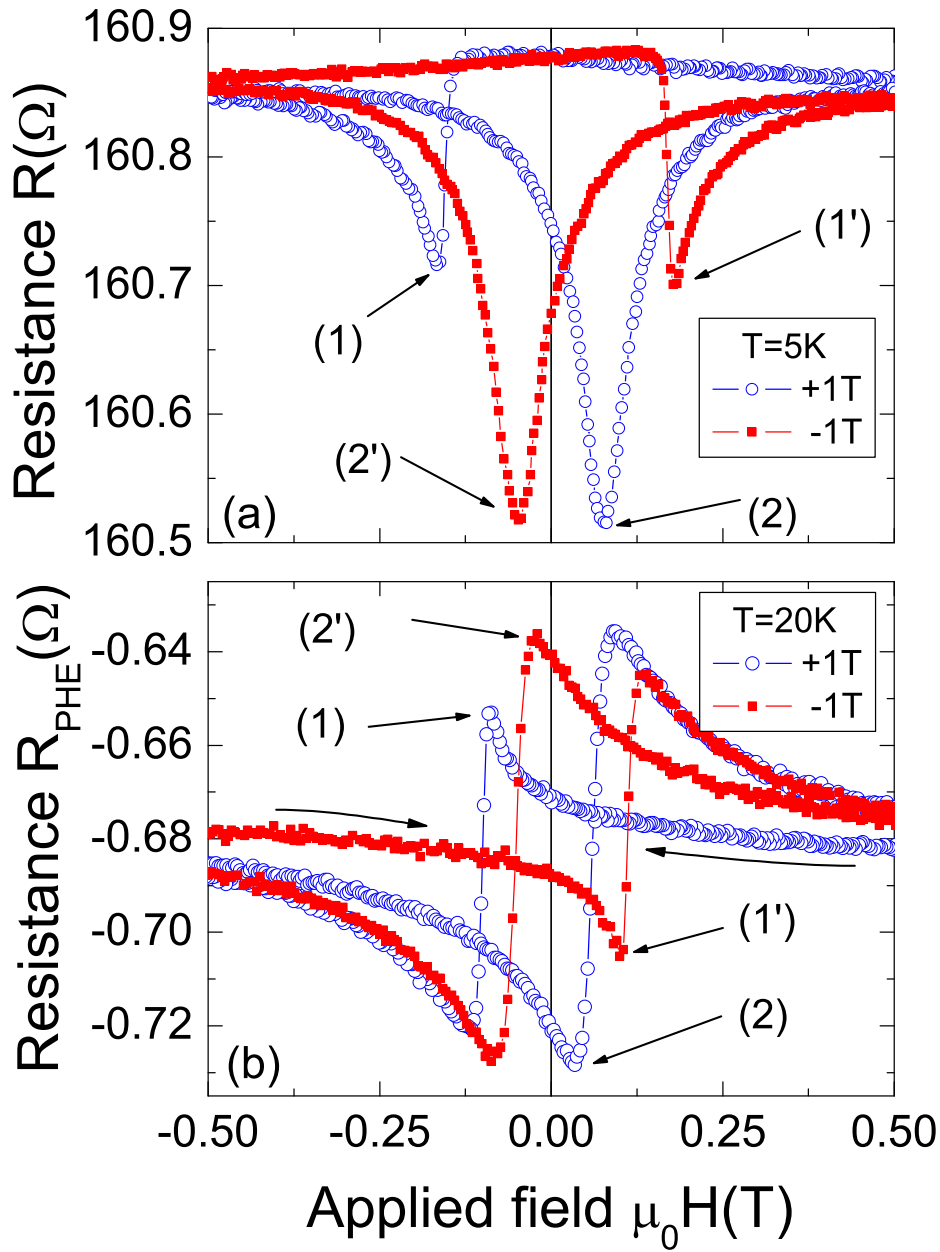 160.9
160.8
160.7
160.6
160.5
Resistance R(Ω)
(1)
(1')
(2')
(2)
(a)
T=5K
+1T
-1T
-0.64
-0.66
-0.68
-0.70
-0.72
Resistance R_PHE(Ω)
(2')
(1)
(1')
(2)
(b)
T=20K
+1T
-1T
-0.50 -0.25 0.00 0.25 0.50
Applied field μ₀H(T)